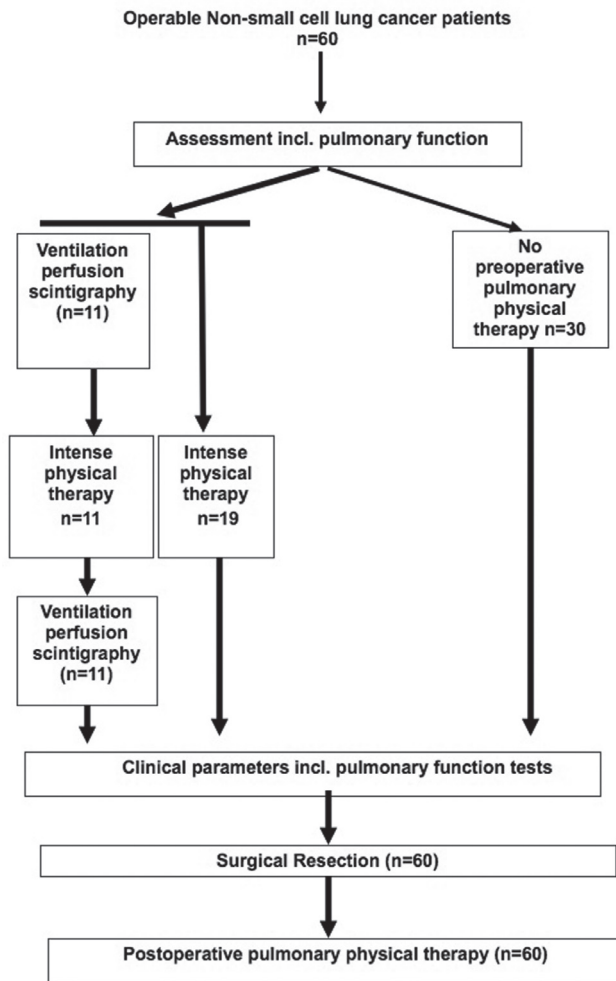 Operable Non-small cell lung cancer patients
n=60
Assessment incl. pulmonary function
Ventilation
perfusion
scintigraphy
(n=11)
No
preoperative
pulmonary
physical
therapy n=30
Intense
physical
therapy
n=11
Intense
physical
therapy
n=19
Ventilation
perfusion
scintigraphy
(n=11)
Clinical parameters incl. pulmonary function tests
Surgical Resection (n=60)
Postoperative pulmonary physical therapy (n=60)